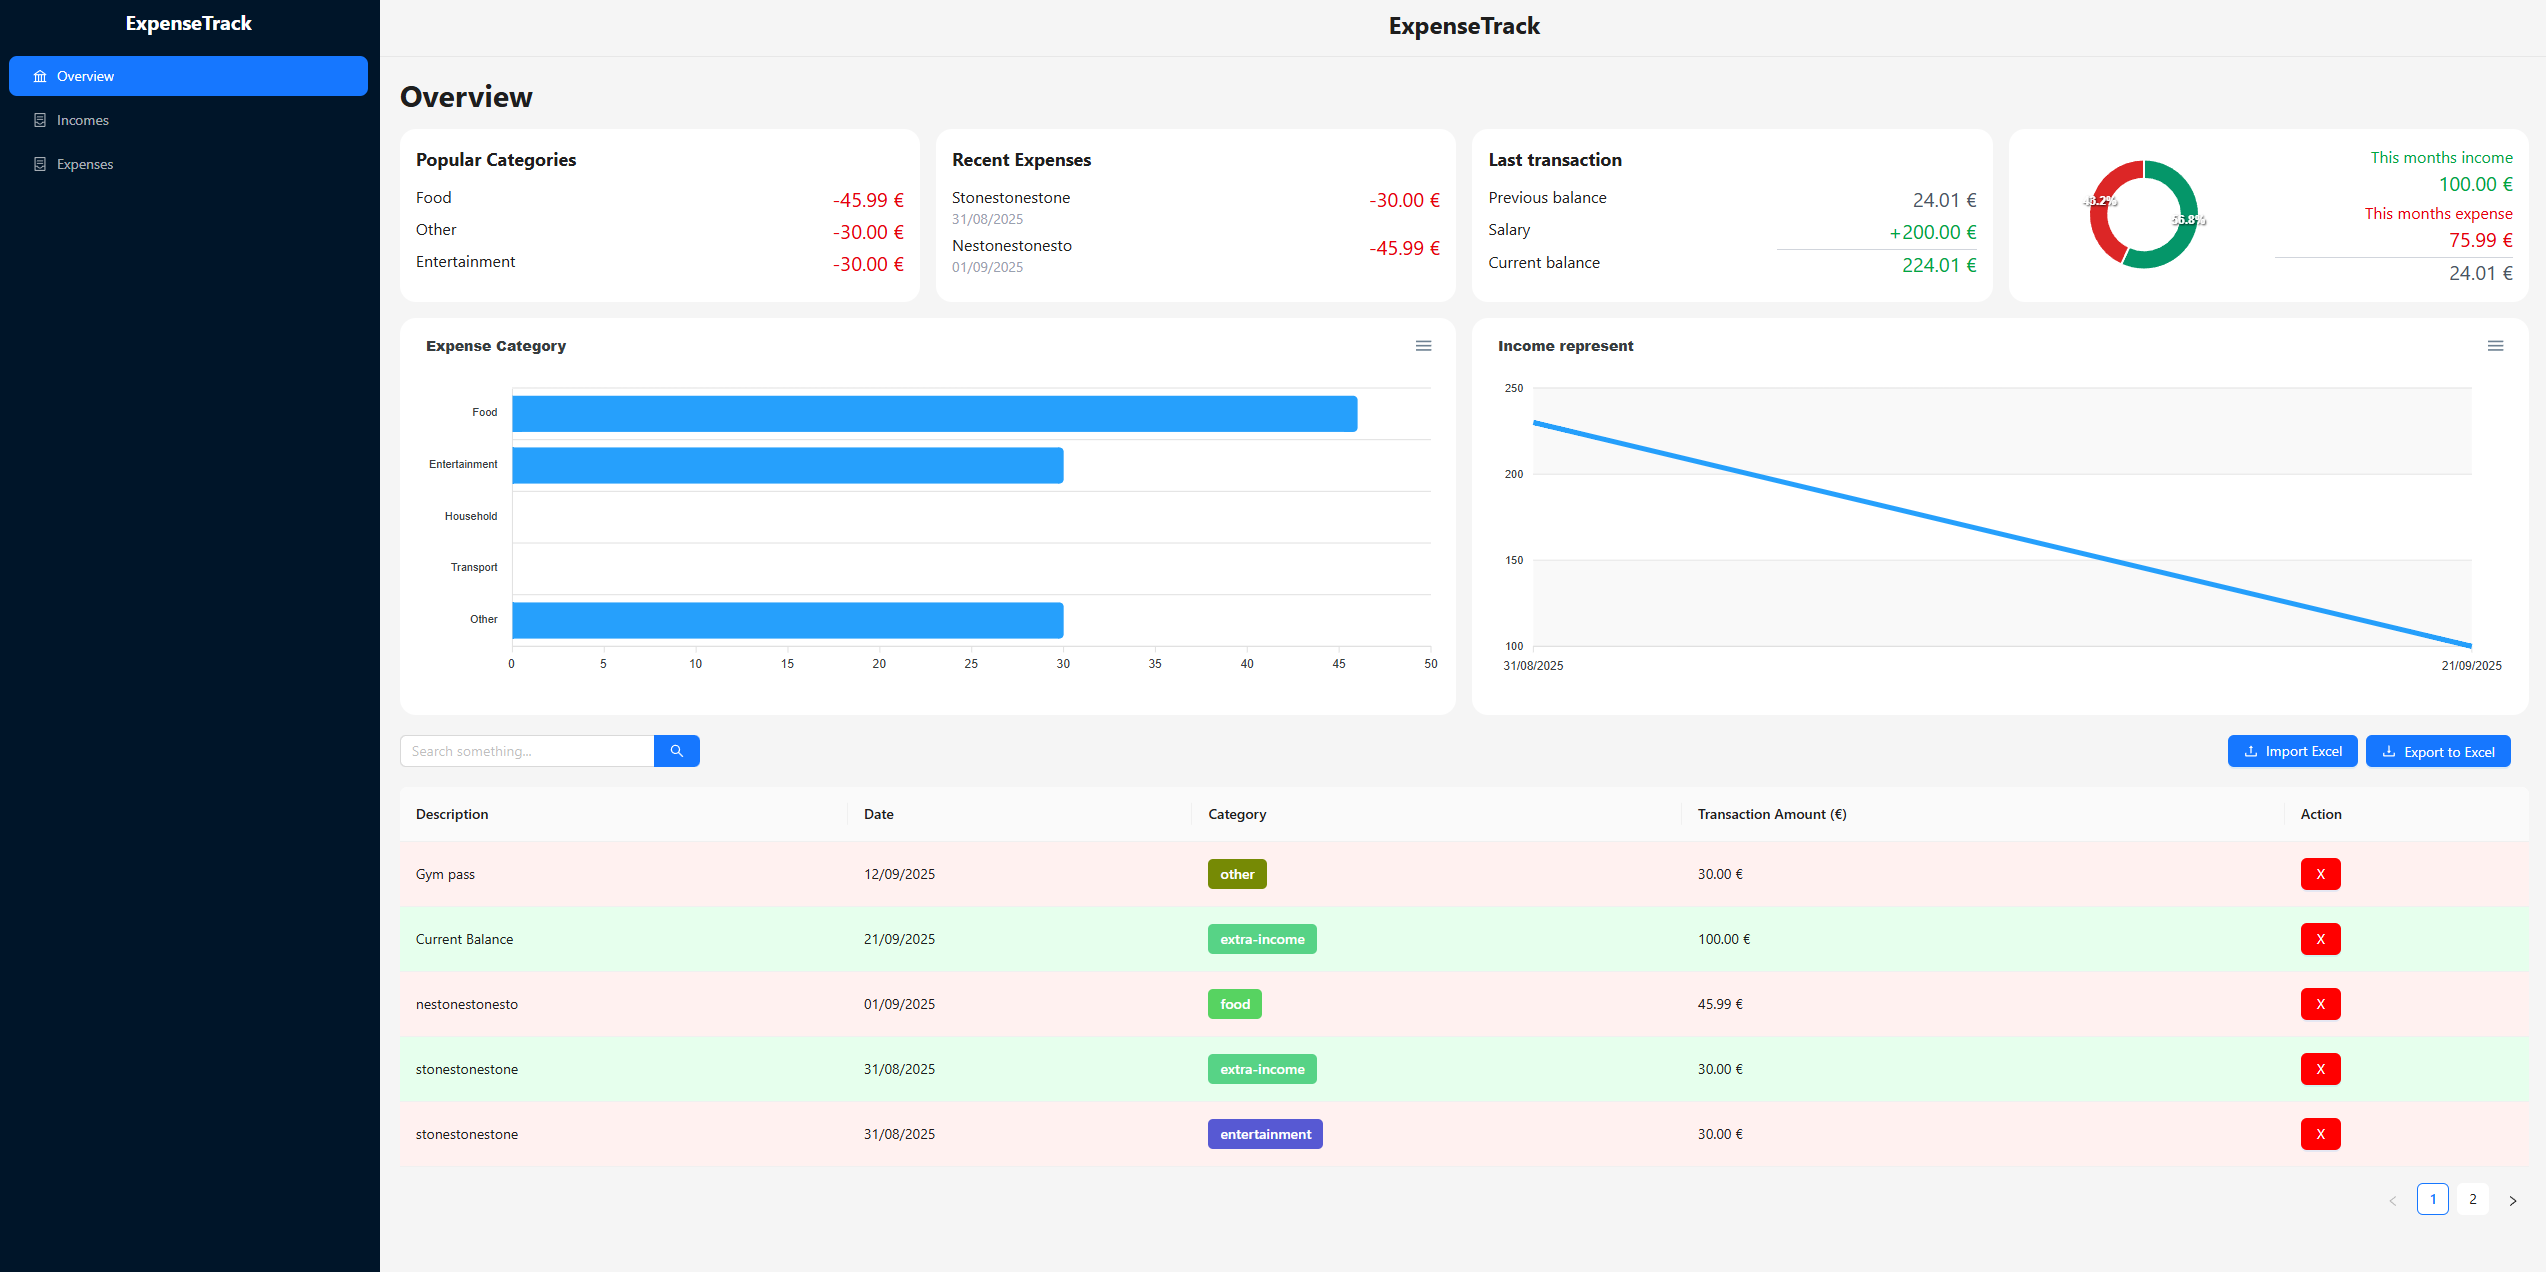 ExpenseTrack
Overview
Incomes
Expenses
ExpenseTrack
Overview
Popular Categories
Food -45.99 €
Other -30.00 €
Entertainment -30.00 €
Recent Expenses
Stonestonestone -30.00 €
31/08/2025
Nestonestonesto -45.99 €
01/09/2025
Last transaction
Previous balance 24.01 €
Salary +200.00 €
Current balance 224.01 €
43.2%
56.8%
This months income
100.00 €
This months expense
75.99 €
24.01 €
Expense Category
Food
Entertainment
Household
Transport
Other
0 5 10 15 20 25 30 35 40 45 50
Income represent
250
200
150
100
31/08/2025 21/09/2025
Search something...
Import Excel
Export to Excel
Description Date Category Transaction Amount (€) Action
Gym pass 12/09/2025 other 30.00 € X
Current Balance 21/09/2025 extra-income 100.00 € X
nestonestonesto 01/09/2025 food 45.99 € X
stonestonestone 31/08/2025 extra-income 30.00 € X
stonestonestone 31/08/2025 entertainment 30.00 € X
< 1 2 >